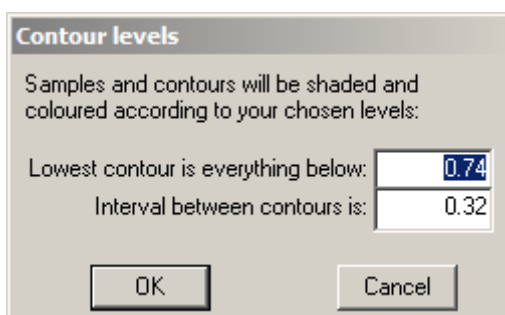 Contour levels
Samples and contours will be shaded and
coloured according to your chosen levels:
Lowest contour is everything below: 0.74
Interval between contours is: 0.32
OK Cancel